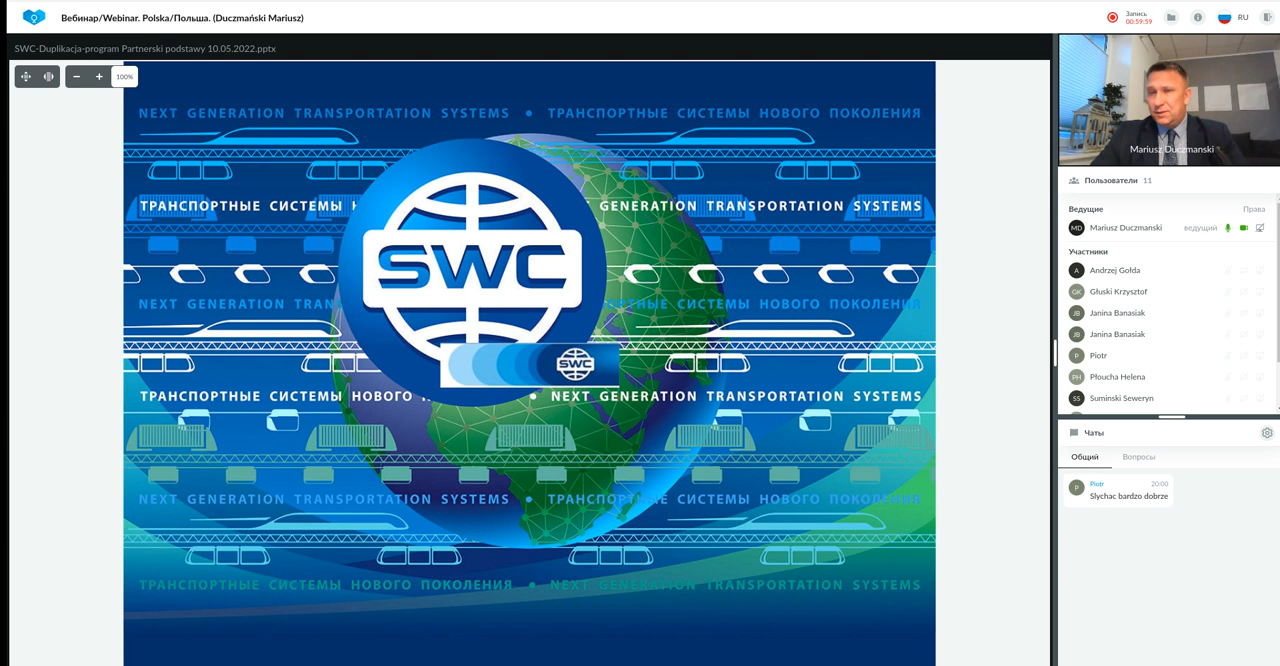 Вебинар/Webinar. Polska/Польша. (Duczmański Mariusz)
Запись
00:59:59
RU
SWC-Duplikacja-program Partnerski podstawy 10.05.2022.pptx
100%
NEXT GENERATION TRANSPORTATION SYSTEMS • ТРАНСПОРТНЫЕ СИСТЕМЫ НОВОГО ПОКОЛЕНИЯ
ТРАНСПОРТНЫЕ СИСТЕМЫ
GENERATION TRANSPORTATION SYSTEMS
SWC
NEXT GENERATION
СИСТЕМЫ НОВОГО ПОКОЛЕНИЯ
SWC
ТРАНСПОРТНЫЕ СИСТЕМЫ НОВОГО
• NEXT GENERATION TRANSPORTATION SYSTEMS
NEXT GENERATION TRANSPORTATION SYSTEMS • ТРАНСПОРТНЫЕ СИСТЕМЫ НОВОГО ПОКОЛЕНИЯ
ТРАНСПОРТНЫЕ СИСТЕМЫ НОВОГО ПОКОЛЕНИЯ • NEXT GENERATION TRANSPORTATION SYSTEMS
Mariusz Duczmanski
Пользователи 11
Ведущие Права
MD Mariusz Duczmanski ведущий
Участники
A Andrzej Gołda
GK Głuski Krzysztof
JB Janina Banasiak
JB Janina Banasiak
P Piotr
PH Płoucha Helena
SS Suminski Seweryn
Чаты
Общий Вопросы
P Piotr 20:00
Slychac bardzo dobrze